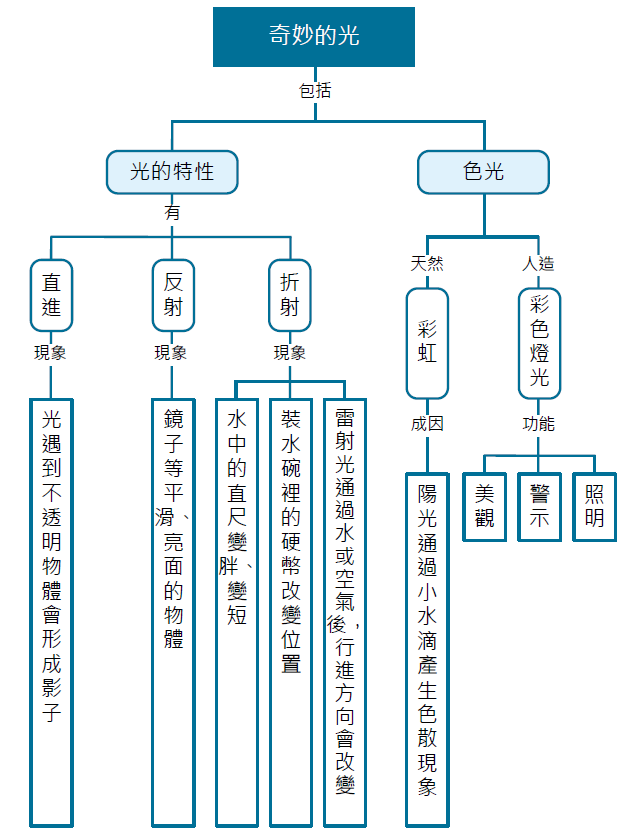 奇妙的光
包括
光的特性
色光
有
直進
反射
折射
天然
人造
彩虹
彩色燈光
現象
現象
現象
成因
功能
光遇到不透明物體會形成影子
鏡子等平滑、亮面的物體
水中的直尺變胖、變短
裝水碗裡的硬幣改變位置
雷射光通過水或空氣後，行進方向會改變
陽光通過小水滴產生色散現象
美觀
警示
照明